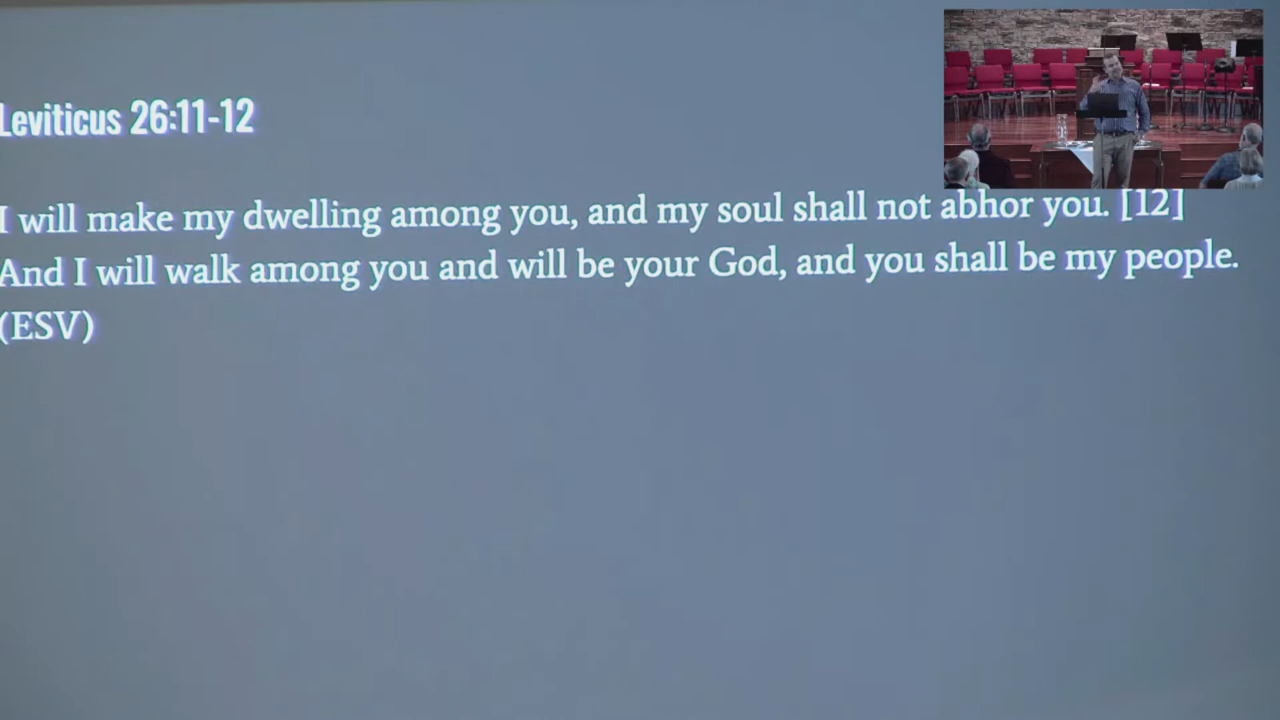 Leviticus 26:11-12
I will make my dwelling among you, and my soul shall not abhor you. [12]
And I will walk among you and will be your God, and you shall be my people.
(ESV)